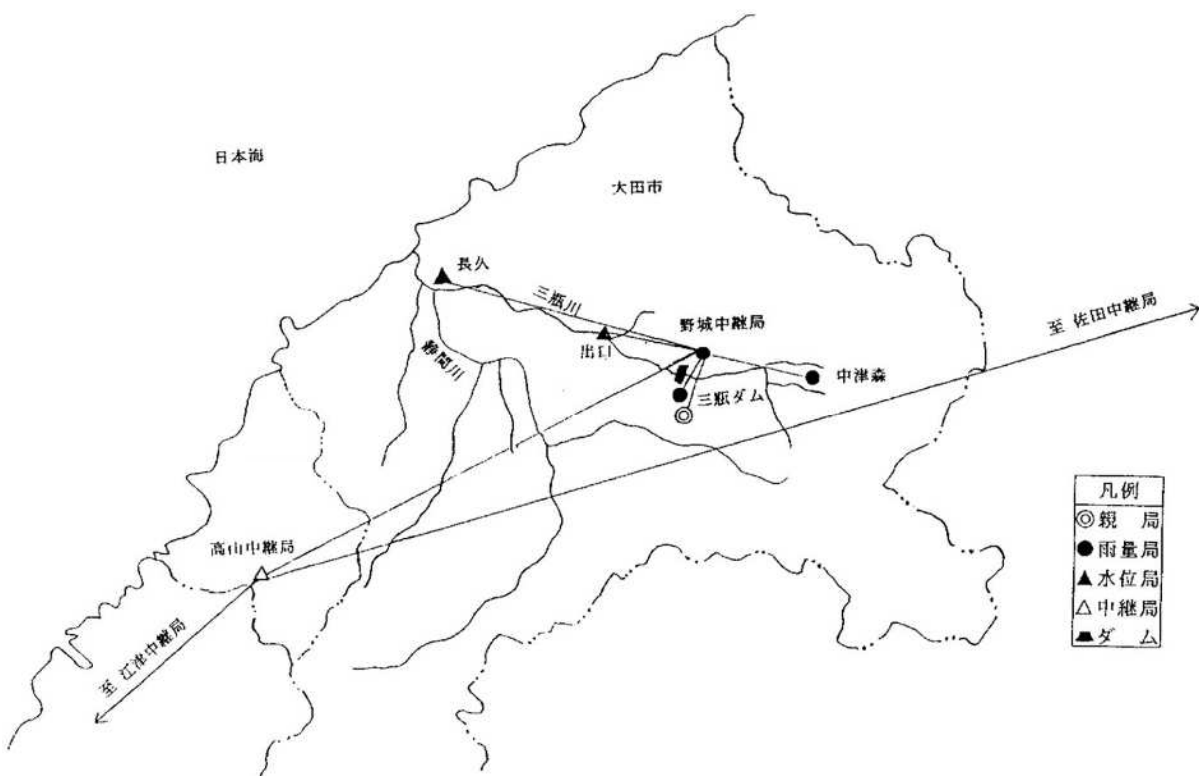 日本海
大田市
長久
三瓶川
野城中継局
至 佐田中継局
出口
静間川
中津森
三瓶ダム
高山中継局
至 江津中継局
凡例
親 局
雨量局
水位局
中継局
ダ ム